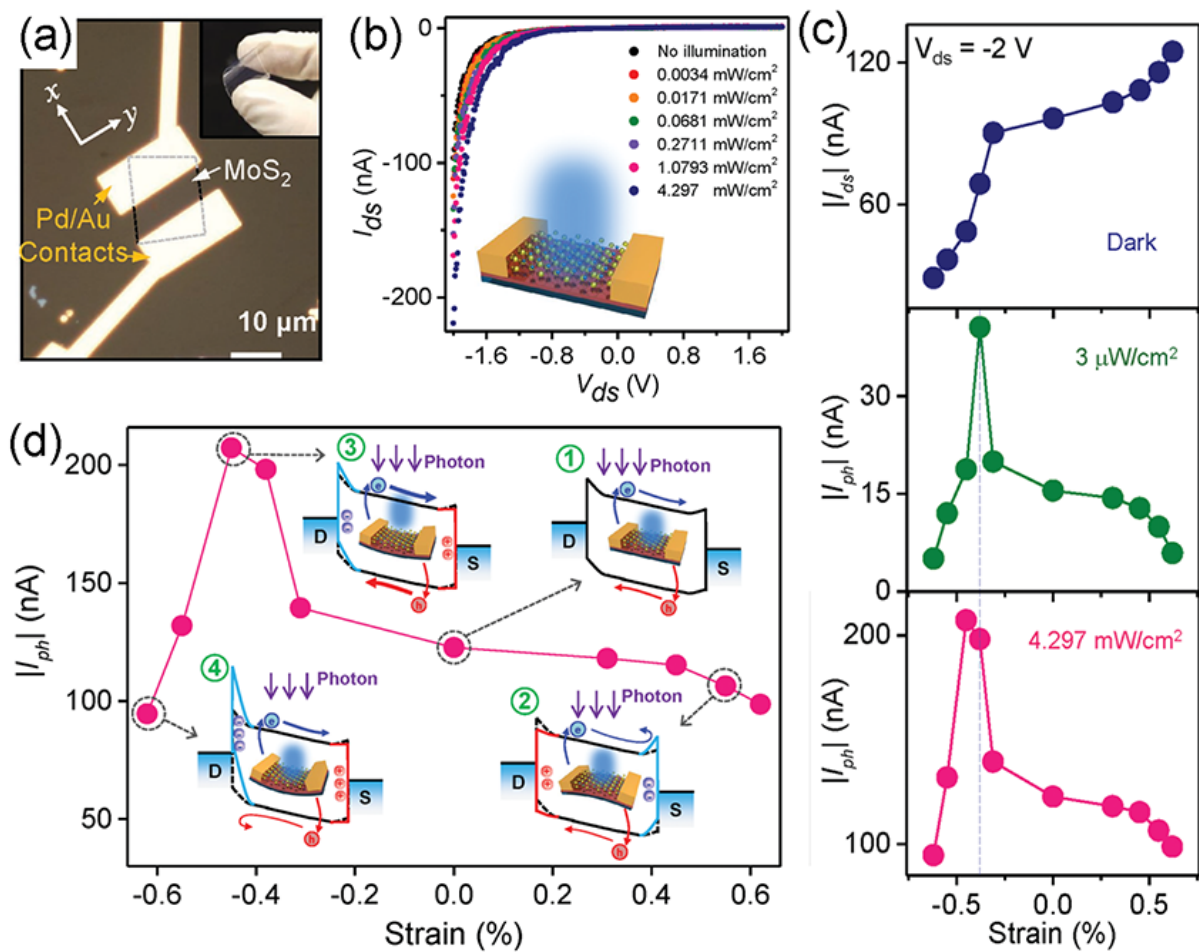 (a)
x
y
MoS2
Pd/Au
Contacts
10 μm
(b)
0
-100
-200
Ids (nA)
No illumination
0.0034 mW/cm²
0.0171 mW/cm²
0.0681 mW/cm²
0.2711 mW/cm²
1.0793 mW/cm²
4.297 mW/cm²
-1.6 -0.8 0.0 0.8 1.6
Vds (V)
(c)
Vds = -2 V
120
60
|Ids| (nA)
Dark
3 μW/cm²
30
15
0
|Iph| (nA)
4.297 mW/cm²
200
100
|Iph| (nA)
-0.5 0.0 0.5
Strain (%)
(d)
200
150
100
50
|Iph| (nA)
③
Photon
e
D
S
h
①
Photon
e
D
S
h
④
Photon
e
D
S
h
②
Photon
e
D
S
h
-0.6 -0.4 -0.2 0.0 0.2 0.4 0.6
Strain (%)